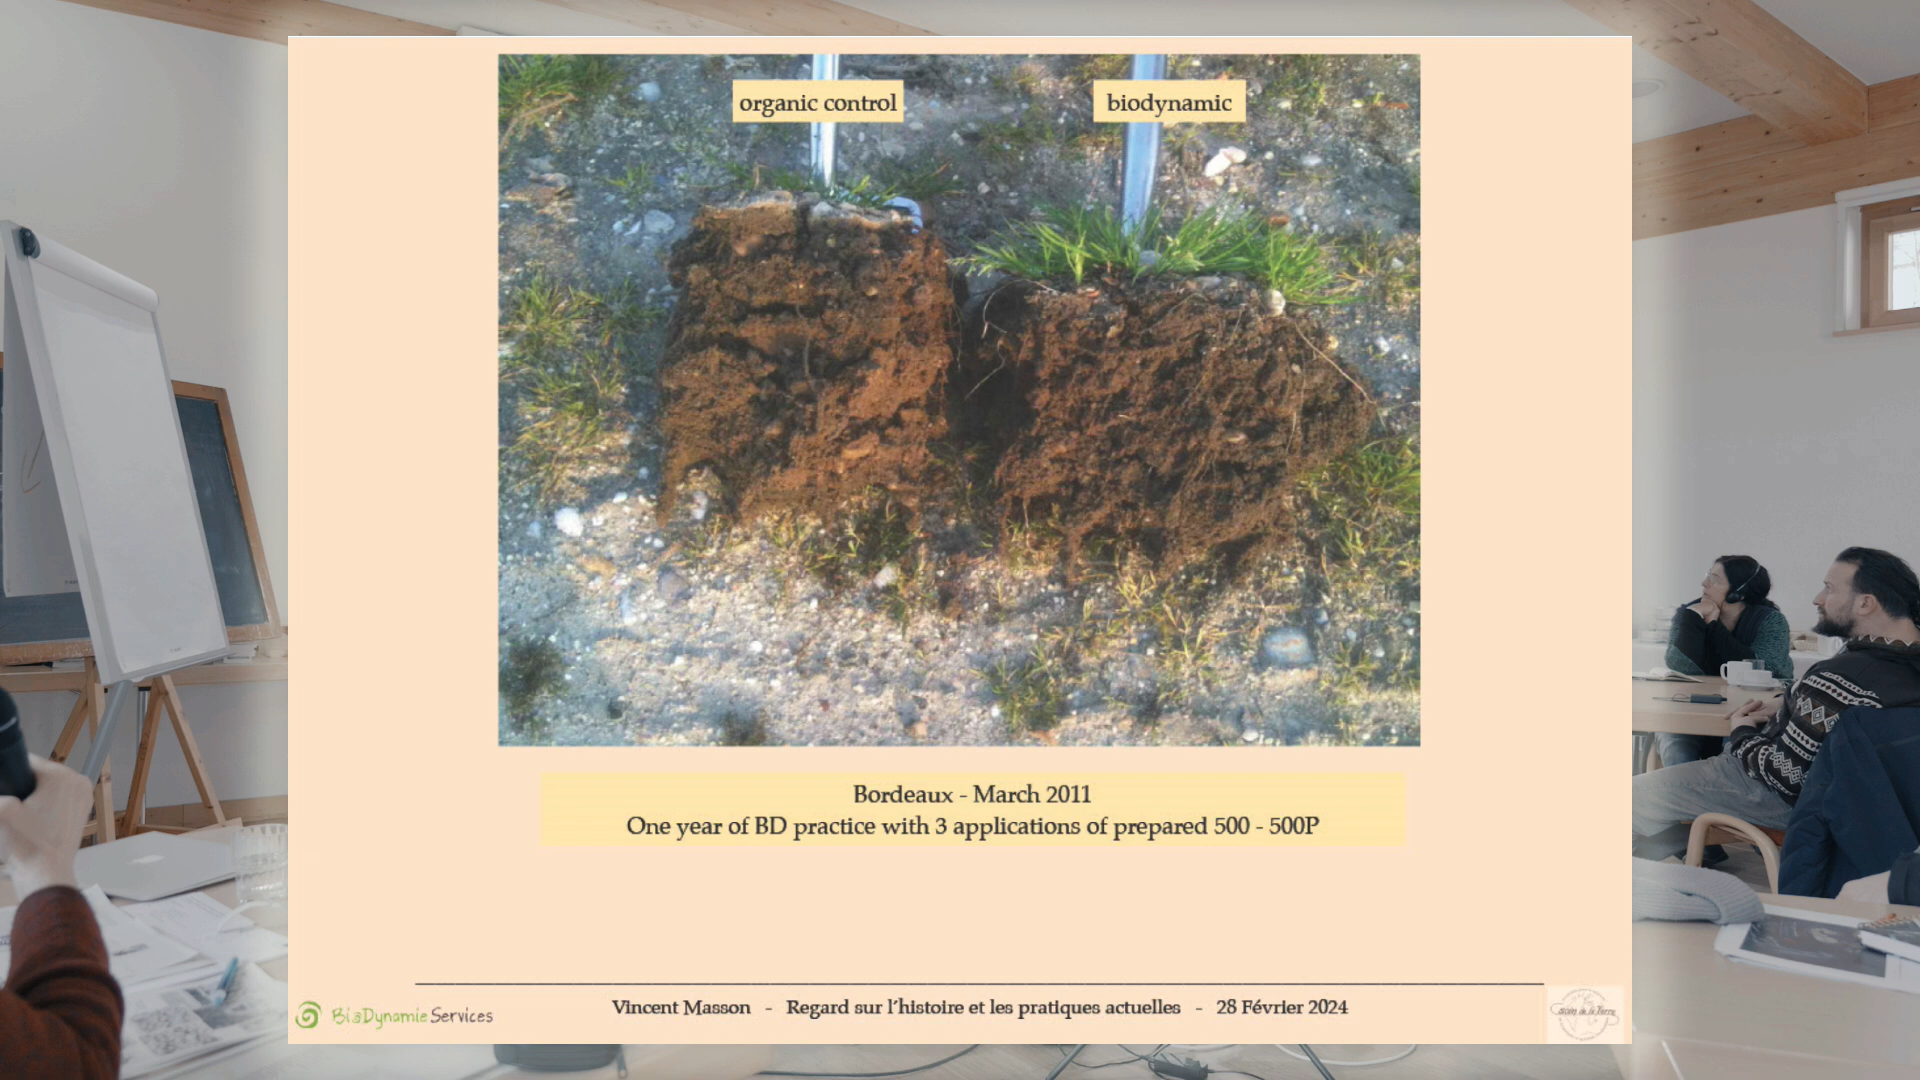 organic control
biodynamic
Bordeaux - March 2011
One year of BD practice with 3 applications of prepared 500 - 500P
BioDynamie Services
Vincent Masson - Regard sur l´histoire et les pratiques actuelles - 28 Février 2024